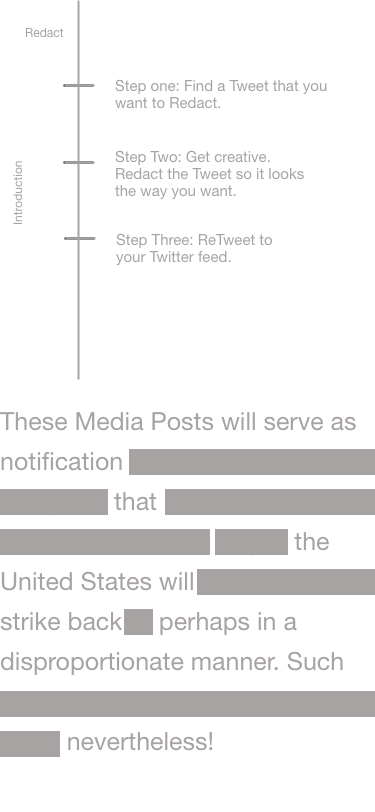 Redact
Step one: Find a Tweet that you
want to Redact.
Introduction
Step Two: Get creative.
Redact the Tweet so it looks
the way you want.
Step Three: ReTweet to
your Twitter feed.
These Media Posts will serve as
notification
that
the
United States will
strike back perhaps in a
disproportionate manner. Such
nevertheless!